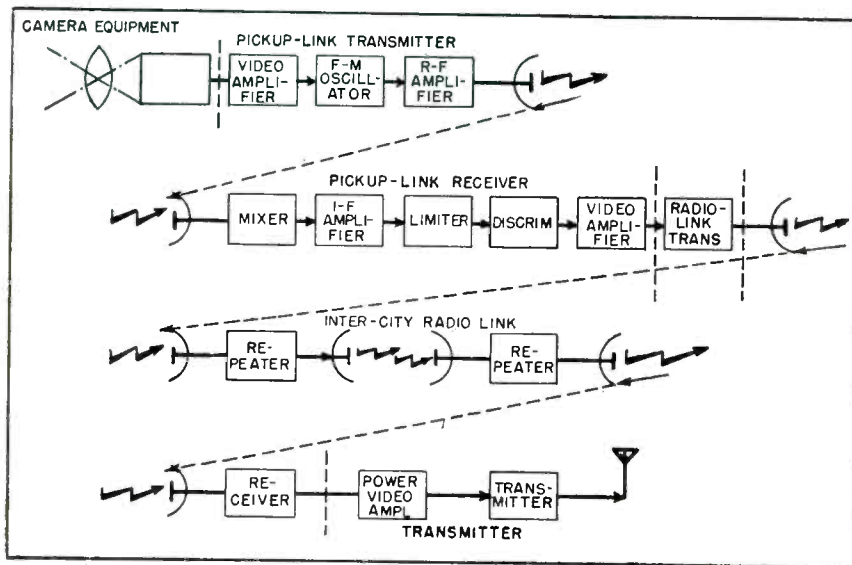 CAMERA EQUIPMENT
PICKUP-LINK TRANSMITTER
VIDEO
AMPLI-
FIER
F-M
OSCILL-
ATOR
R-F
AMPLI-
FIER
PICKUP-LINK RECEIVER
MIXER
I-F
AMPLI-
FIER
LIMITER
DISCRIM
VIDEO
AMPLI-
FIER
RADIO-
LINK
TRANS
INTER-CITY RADIO LINK
RE-
PEATER
RE-
PEATER
RE-
CEIVER
POWER
VIDEO
AMPL
TRANS-
MITTER
TRANSMITTER